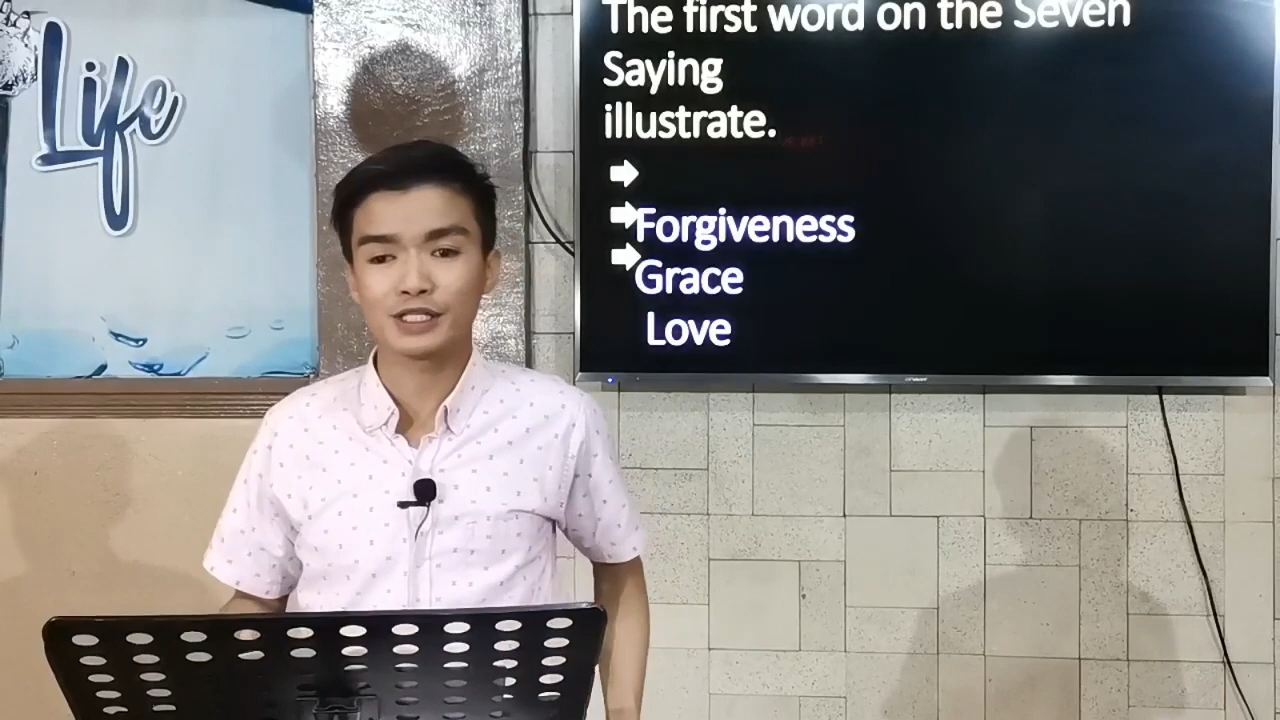 Life
The first word on the Seven
Saying
illustrate.
Forgiveness
Grace
Love